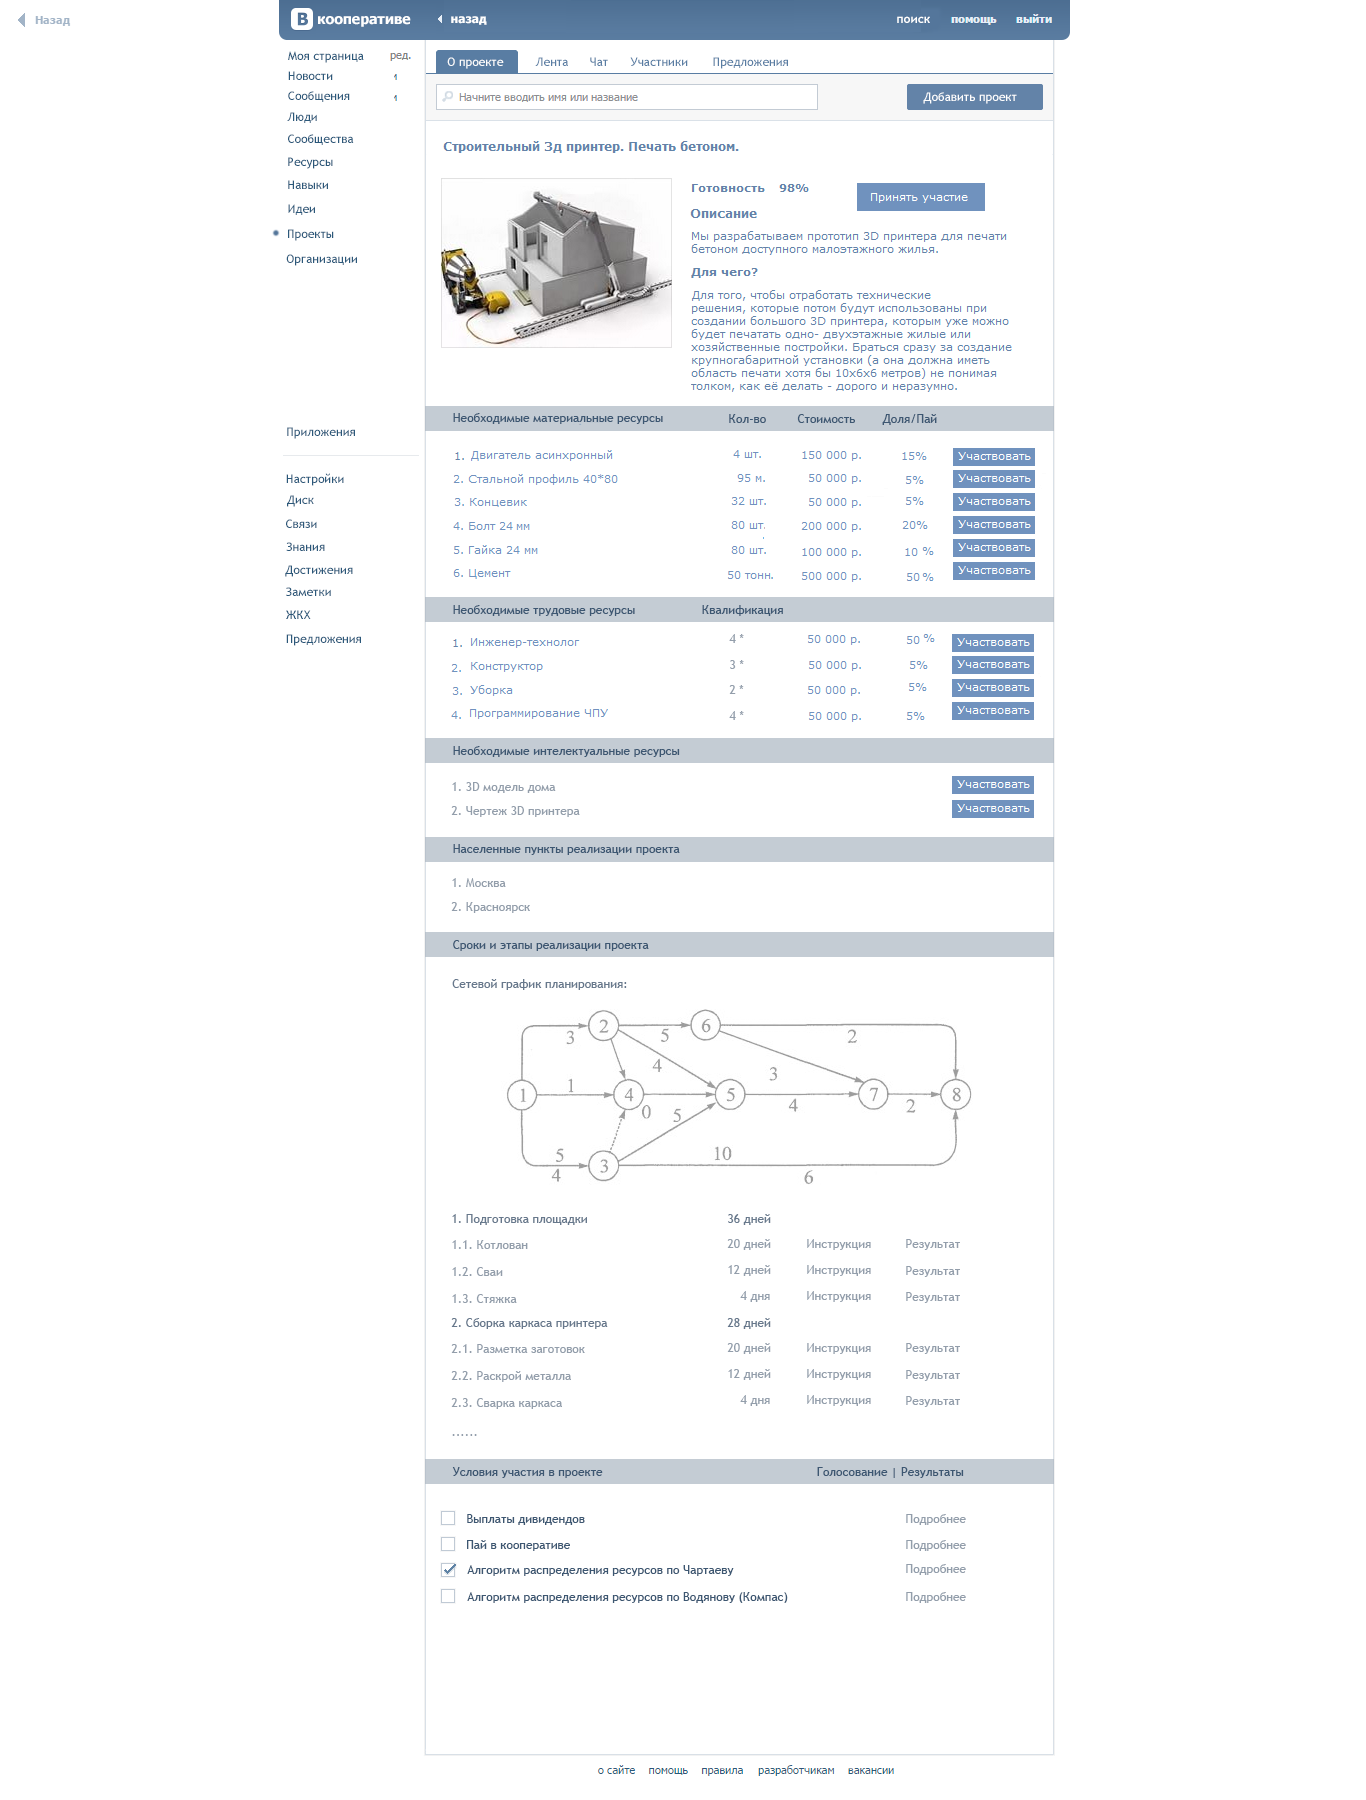 Назад
В кооперативе
назад
поиск помощь выйти
Моя страница ред.
Новости 1
Сообщения 1
Люди
Сообщества
Ресурсы
Навыки
Идеи
Проекты
Организации
Приложения
Настройки
Диск
Связи
Знания
Достижения
Заметки
ЖКХ
Предложения
О проекте Лента Чат Участники Предложения
Начните вводить имя или название
Добавить проект
Строительный 3д принтер. Печать бетоном.
Готовность 98%
Принять участие
Описание
Мы разрабатываем прототип 3D принтера для печати
бетоном доступного малоэтажного жилья.
Для чего?
Для того, чтобы отработать технические
решения, которые потом будут использованы при
создании большого 3D принтера, которым уже можно
будет печатать одно- двухэтажные жилые или
хозяйственные постройки. Браться сразу за создание
крупногабаритной установки (а она должна иметь
область печати хотя бы 10х6х6 метров) не понимая
толком, как её делать - дорого и неразумно.
Необходимые материальные ресурсы Кол-во Стоимость Доля/Пай
1. Двигатель асинхронный 4 шт. 150 000 р. 15% Участвовать
2. Стальной профиль 40*80 95 м. 50 000 р. 5% Участвовать
3. Концевик 32 шт. 50 000 р. 5% Участвовать
4. Болт 24 мм 80 шт. 200 000 р. 20% Участвовать
5. Гайка 24 мм 80 шт. 100 000 р. 10 % Участвовать
6. Цемент 50 тонн. 500 000 р. 50 % Участвовать
Необходимые трудовые ресурсы Квалификация
1. Инженер-технолог 4 * 50 000 р. 50 % Участвовать
2. Конструктор 3 * 50 000 р. 5% Участвовать
3. Уборка 2 * 50 000 р. 5% Участвовать
4. Программирование ЧПУ 4 * 50 000 р. 5% Участвовать
Необходимые интелектуальные ресурсы
1. 3D модель дома Участвовать
2. Чертеж 3D принтера Участвовать
Населенные пункты реализации проекта
1. Москва
2. Красноярск
Сроки и этапы реализации проекта
Сетевой график планирования:
2 6
3 5 2
4
3
1 1 4 5 7 8
0 5 4 2
5 10
3
4 6
1. Подготовка площадки 36 дней
1.1. Котлован 20 дней Инструкция Результат
1.2. Сваи 12 дней Инструкция Результат
1.3. Стяжка 4 дня Инструкция Результат
2. Сборка каркаса принтера 28 дней
2.1. Разметка заготовок 20 дней Инструкция Результат
2.2. Раскрой металла 12 дней Инструкция Результат
2.3. Сварка каркаса 4 дня Инструкция Результат
......
Условия участия в проекте Голосование | Результаты
Выплаты дивидендов Подробнее
Пай в кооперативе Подробнее
Алгоритм распределения ресурсов по Чартаеву Подробнее
Алгоритм распределения ресурсов по Водянову (Компас) Подробнее
о сайте помощь правила разработчикам вакансии